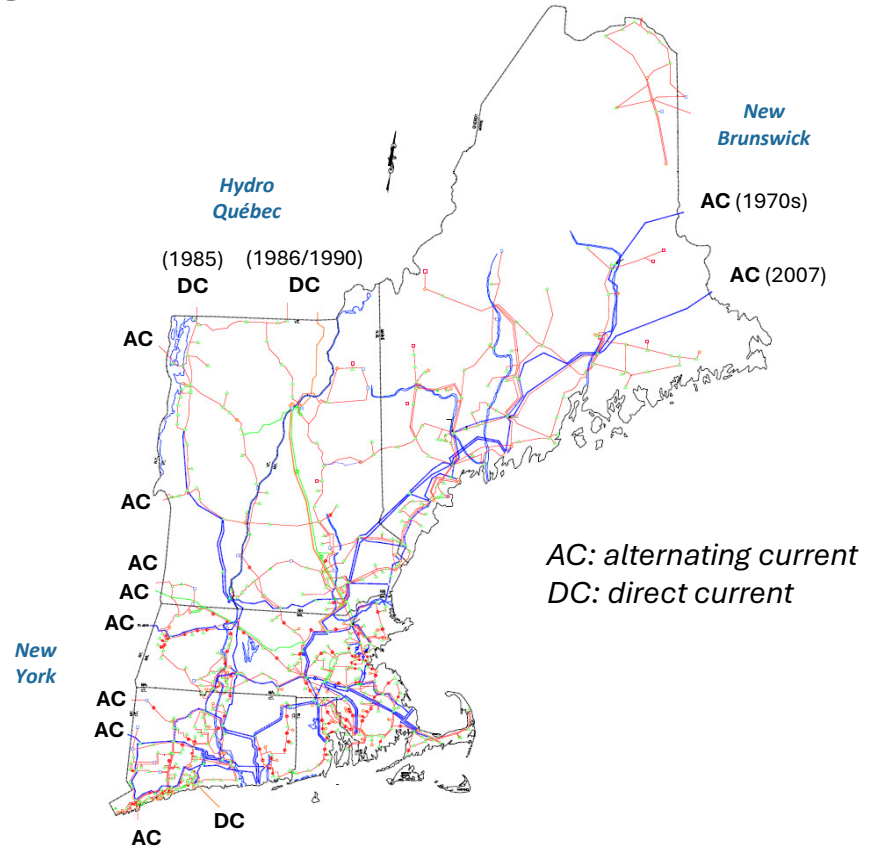 New
Brunswick
Hydro
Québec
AC (1970s)
(1985)
DC
(1986/1990)
DC
AC (2007)
AC
AC
AC: alternating current
DC: direct current
AC
AC
AC
New
York
AC
AC
DC
AC